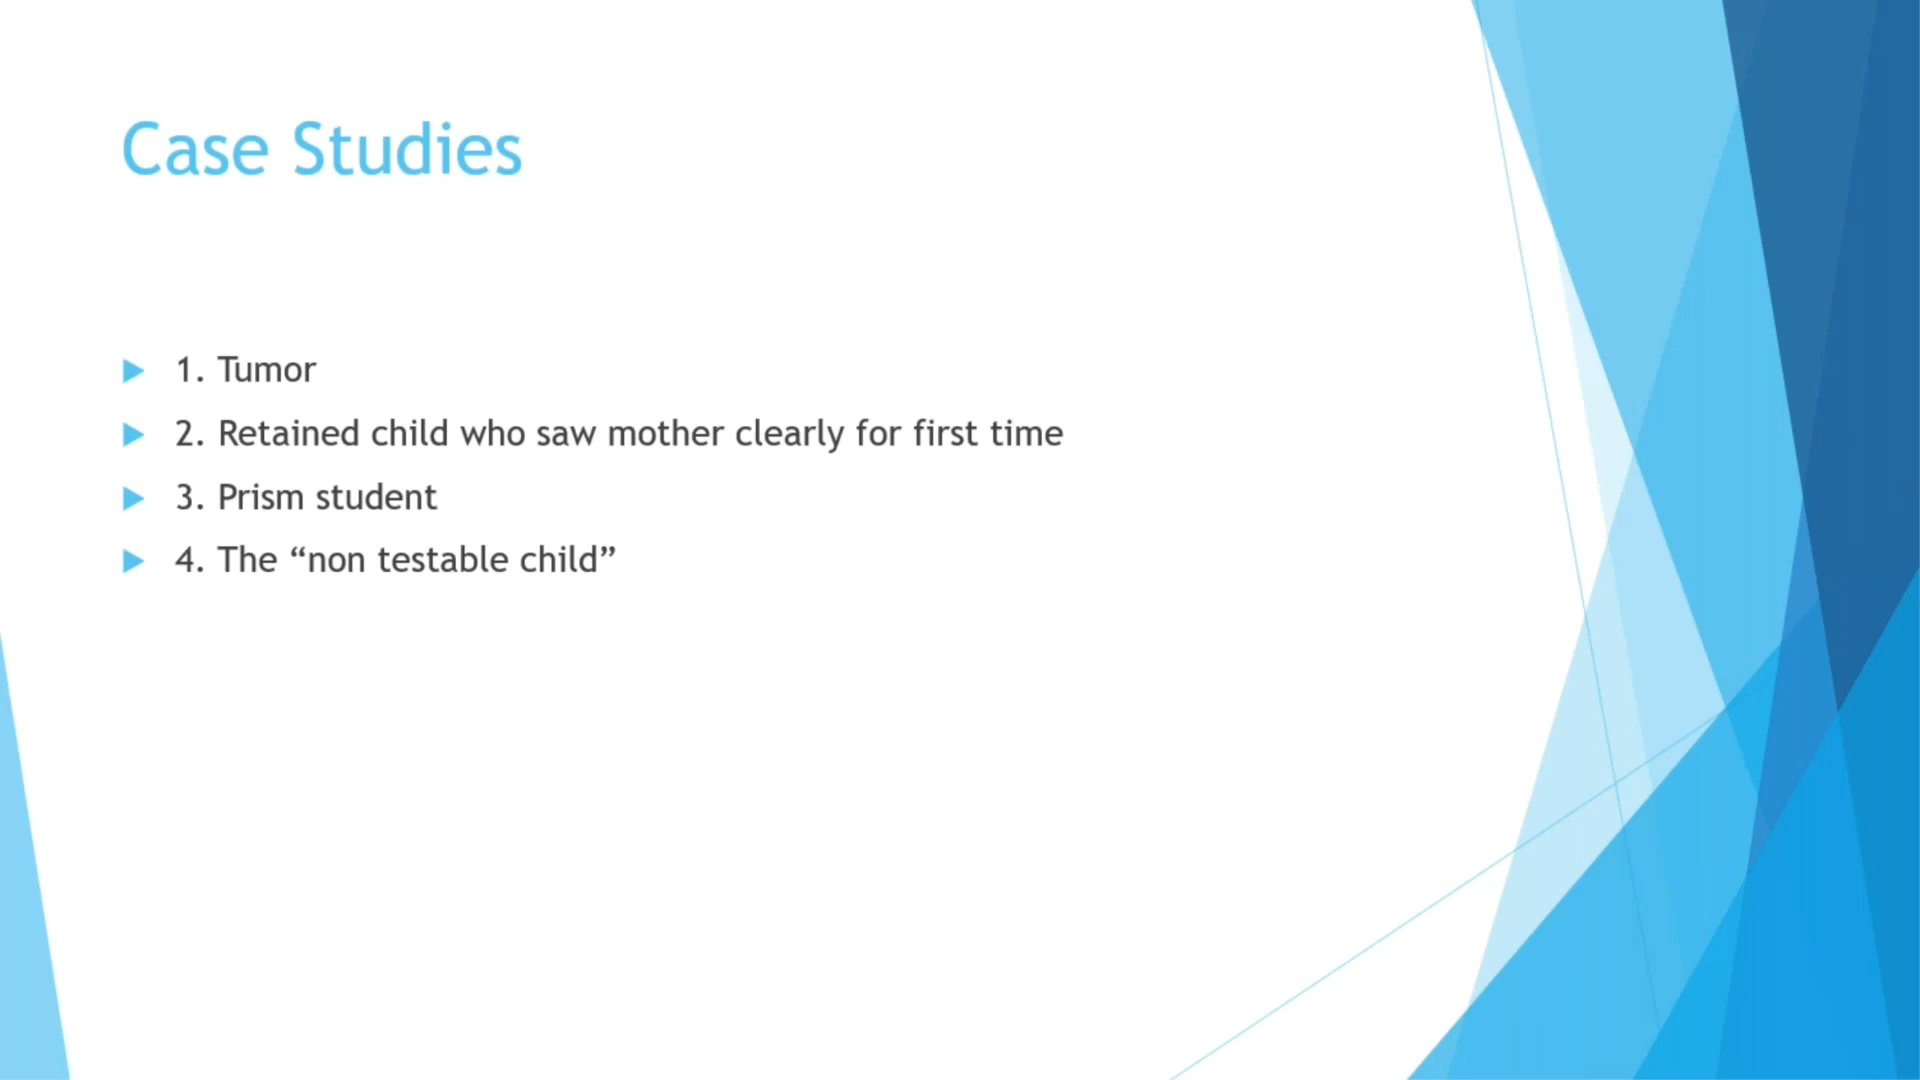 Case Studies
1. Tumor
2. Retained child who saw mother clearly for first time
3. Prism student
4. The “non testable child”